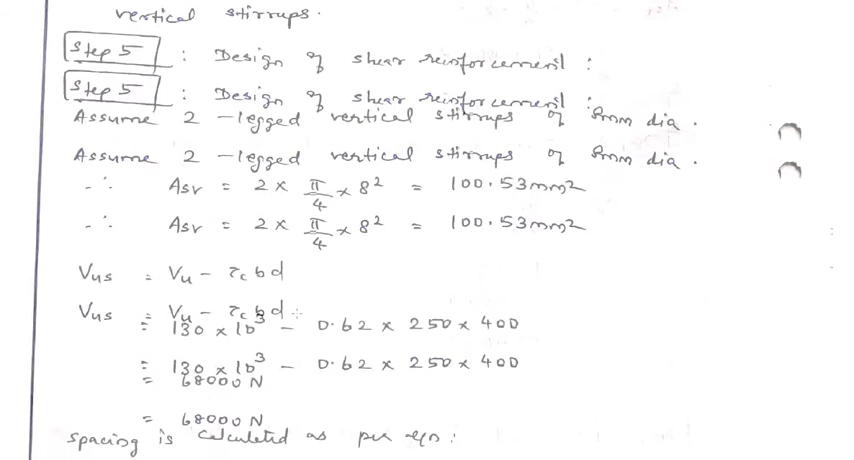 vertical stirrups.
Step 5 : Design of shear reinforcement :
Step 5 : Design of shear reinforcement :
Assume 2 - legged vertical stirrups of 8mm dia.
Assume 2 - legged vertical stirrups of 8mm dia.
∴ Asv = 2 x π/4 x 8² = 100.53mm2
∴ Asv = 2 x π/4 x 8² = 100.53mm2
Vus = Vu - τc bd
Vus = Vu - τc bd
= 130 x 10³ - 0.62 x 250 x 400
= 130 x 10³ - 0.62 x 250 x 400
= 68000 N
= 68000 N
spacing is calculated as per eqn :